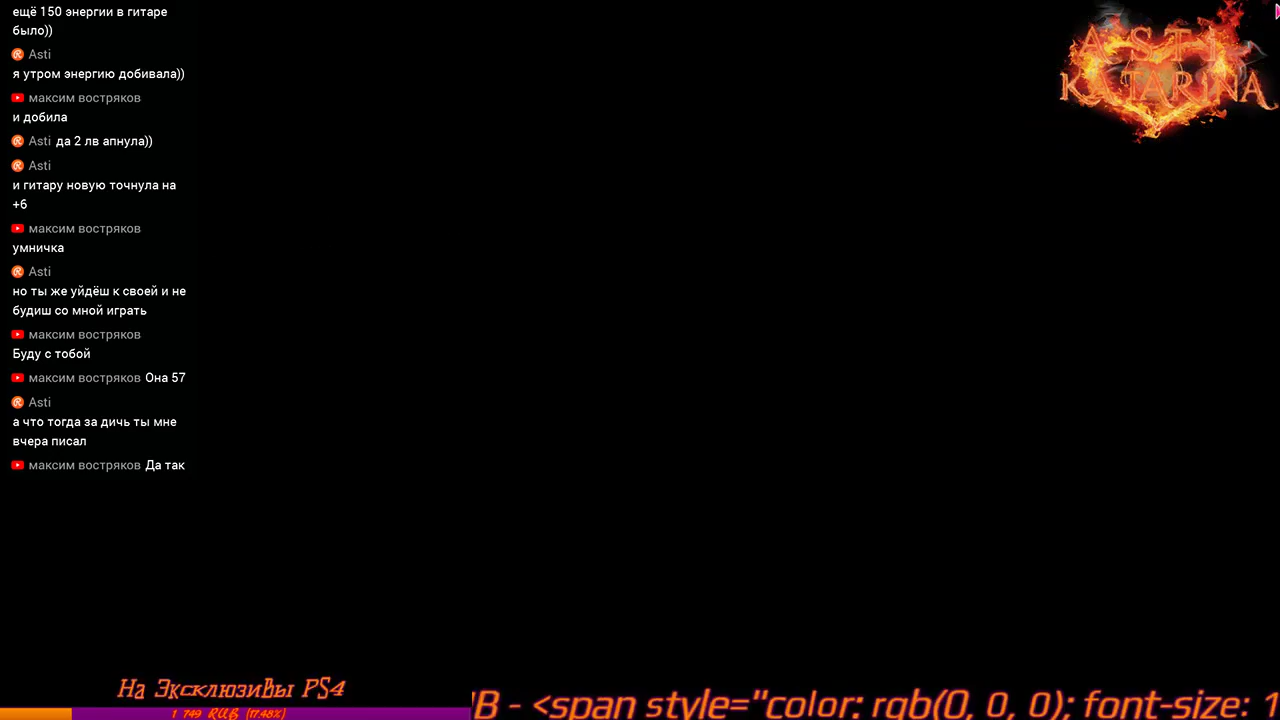 ещё 150 энергии в гитаре
было))
Asti
я утром энергию добивала))
максим востряков
и добила
Asti да 2 лв апнула))
Asti
и гитару новую точнула на
+6
максим востряков
умничка
Asti
но ты же уйдёш к своей и не
будиш со мной играть
максим востряков
Буду с тобой
максим востряков Она 57
Asti
а что тогда за дичь ты мне
вчера писал
максим востряков Да так
ASTI
KATARINA
На Эксклюзивы PS4
1 749 RUB (17.48%)
B - <span style="color: rgb(0, 0, 0); font-size: 1